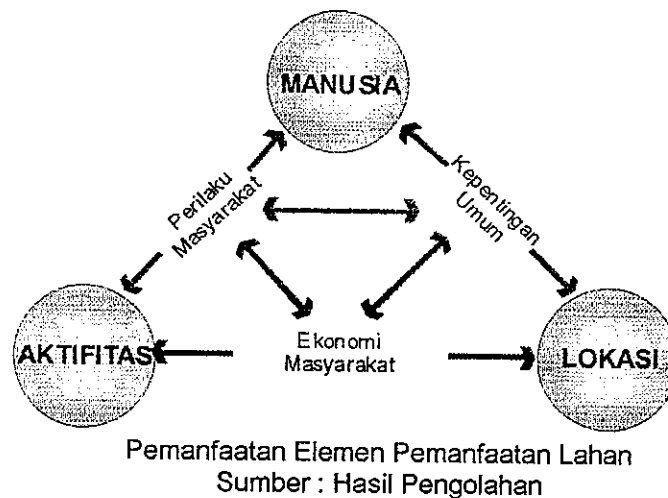 MANUSIA
Perilaku
Masyarakat
Kepentingan
Umum
AKTIFITAS
Ekonomi
Masyarakat
LOKASI
Pemanfaatan Elemen Pemanfaatan Lahan
Sumber : Hasil Pengolahan